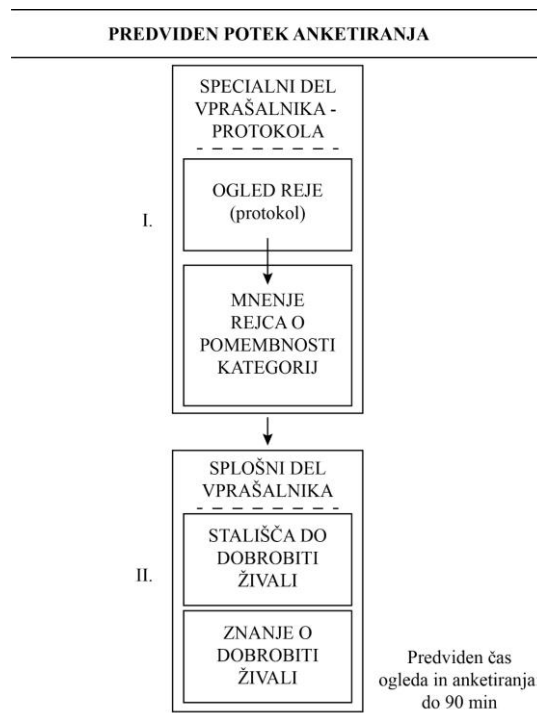 PREDVIDEN POTEK ANKETIRANJA
SPECIALNI DEL
VPRAŠALNIKA -
PROTOKOLA
I.
OGLED REJE
(protokol)
MNENJE
REJCA O
POMEMBNOSTI
KATEGORIJ
SPLOŠNI DEL
VPRAŠALNIKA
II.
STALIŠČA DO
DOBROBITI
ŽIVALI
ZNANJE O
DOBROBITI
ŽIVALI
Predviden čas
ogleda in anketiranja:
do 90 min